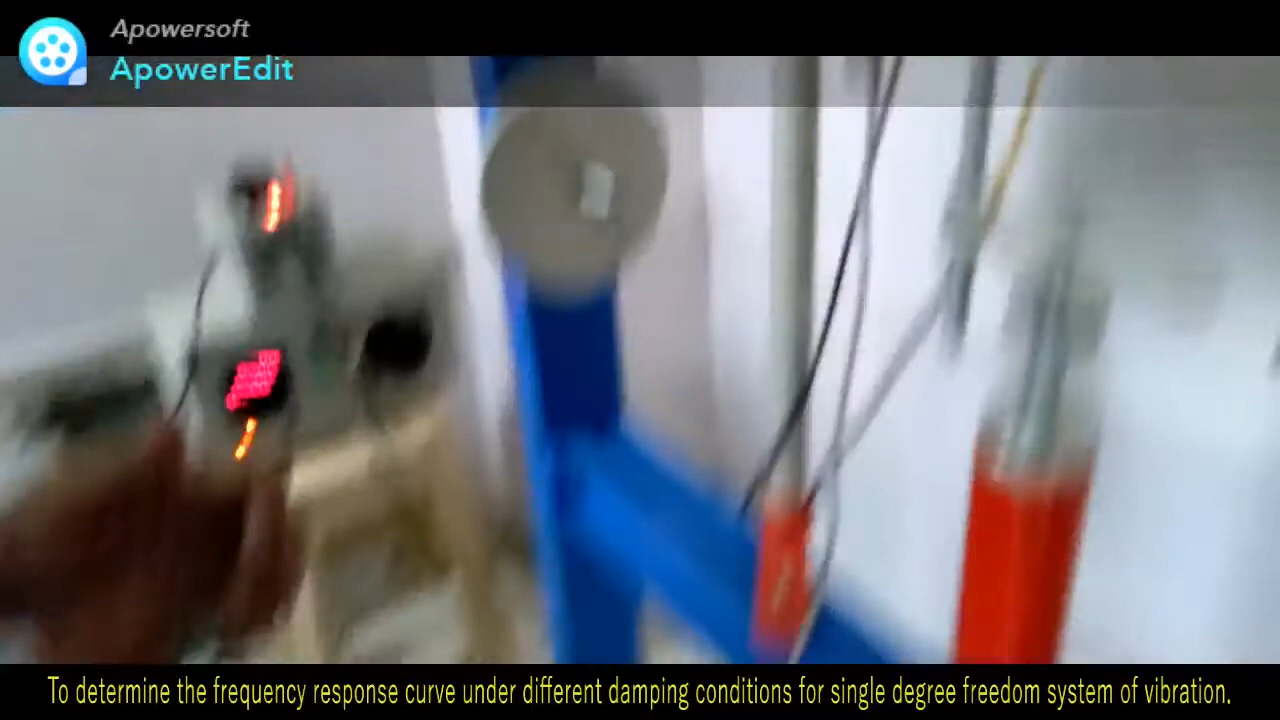 Apowersoft
ApowerEdit
To determine the frequency response curve under different damping conditions for single degree freedom system of vibration.